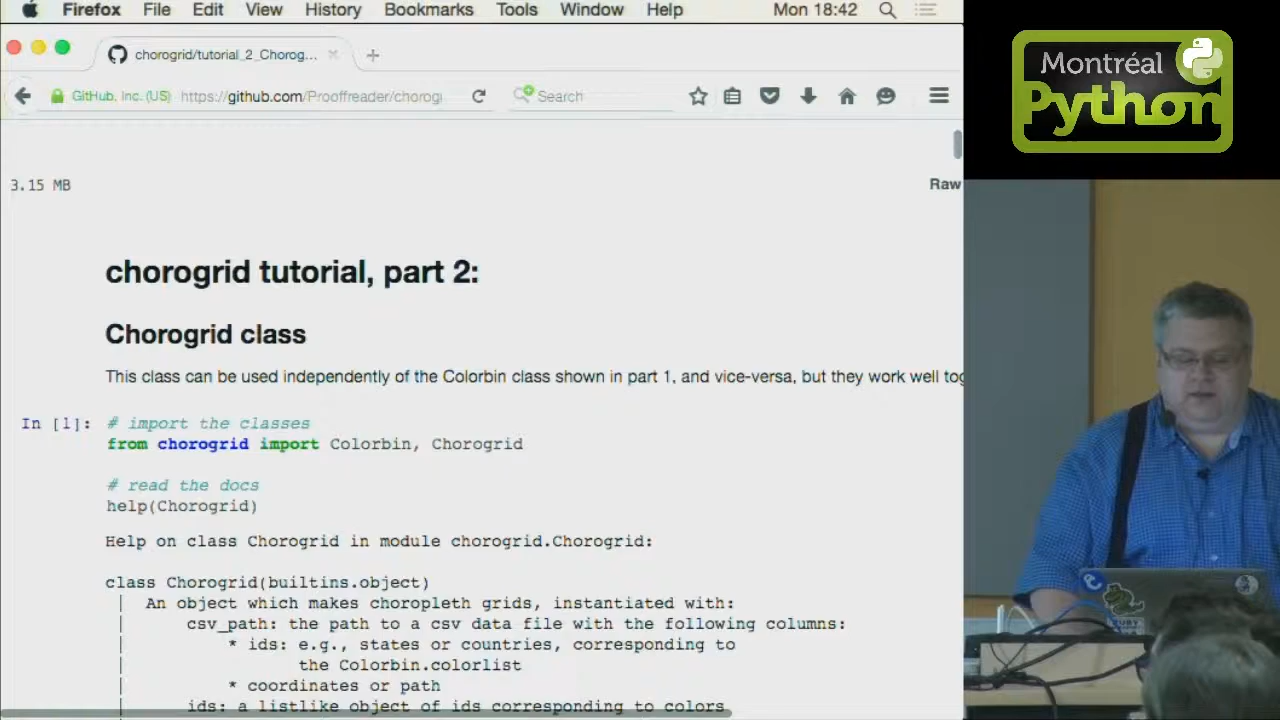 Firefox File Edit View History Bookmarks Tools Window Help Mon 18:42
chorogrid/tutorial_2_Chorog...
GitHub, Inc. (US) https://github.com/Prooffreader/chorog Search
3.15 MB Raw
chorogrid tutorial, part 2:
Chorogrid class
This class can be used independently of the Colorbin class shown in part 1, and vice-versa, but they work well tog
In [1]: # import the classes
from chorogrid import Colorbin, Chorogrid
# read the docs
help(Chorogrid)
Help on class Chorogrid in module chorogrid.Chorogrid:
class Chorogrid(builtins.object)
| An object which makes choropleth grids, instantiated with:
| csv_path: the path to a csv data file with the following columns:
| * ids: e.g., states or countries, corresponding to
| the Colorbin.colorlist
| * coordinates or path
| ids: a listlike object of ids corresponding to colors
Montréal
Python
RUBY